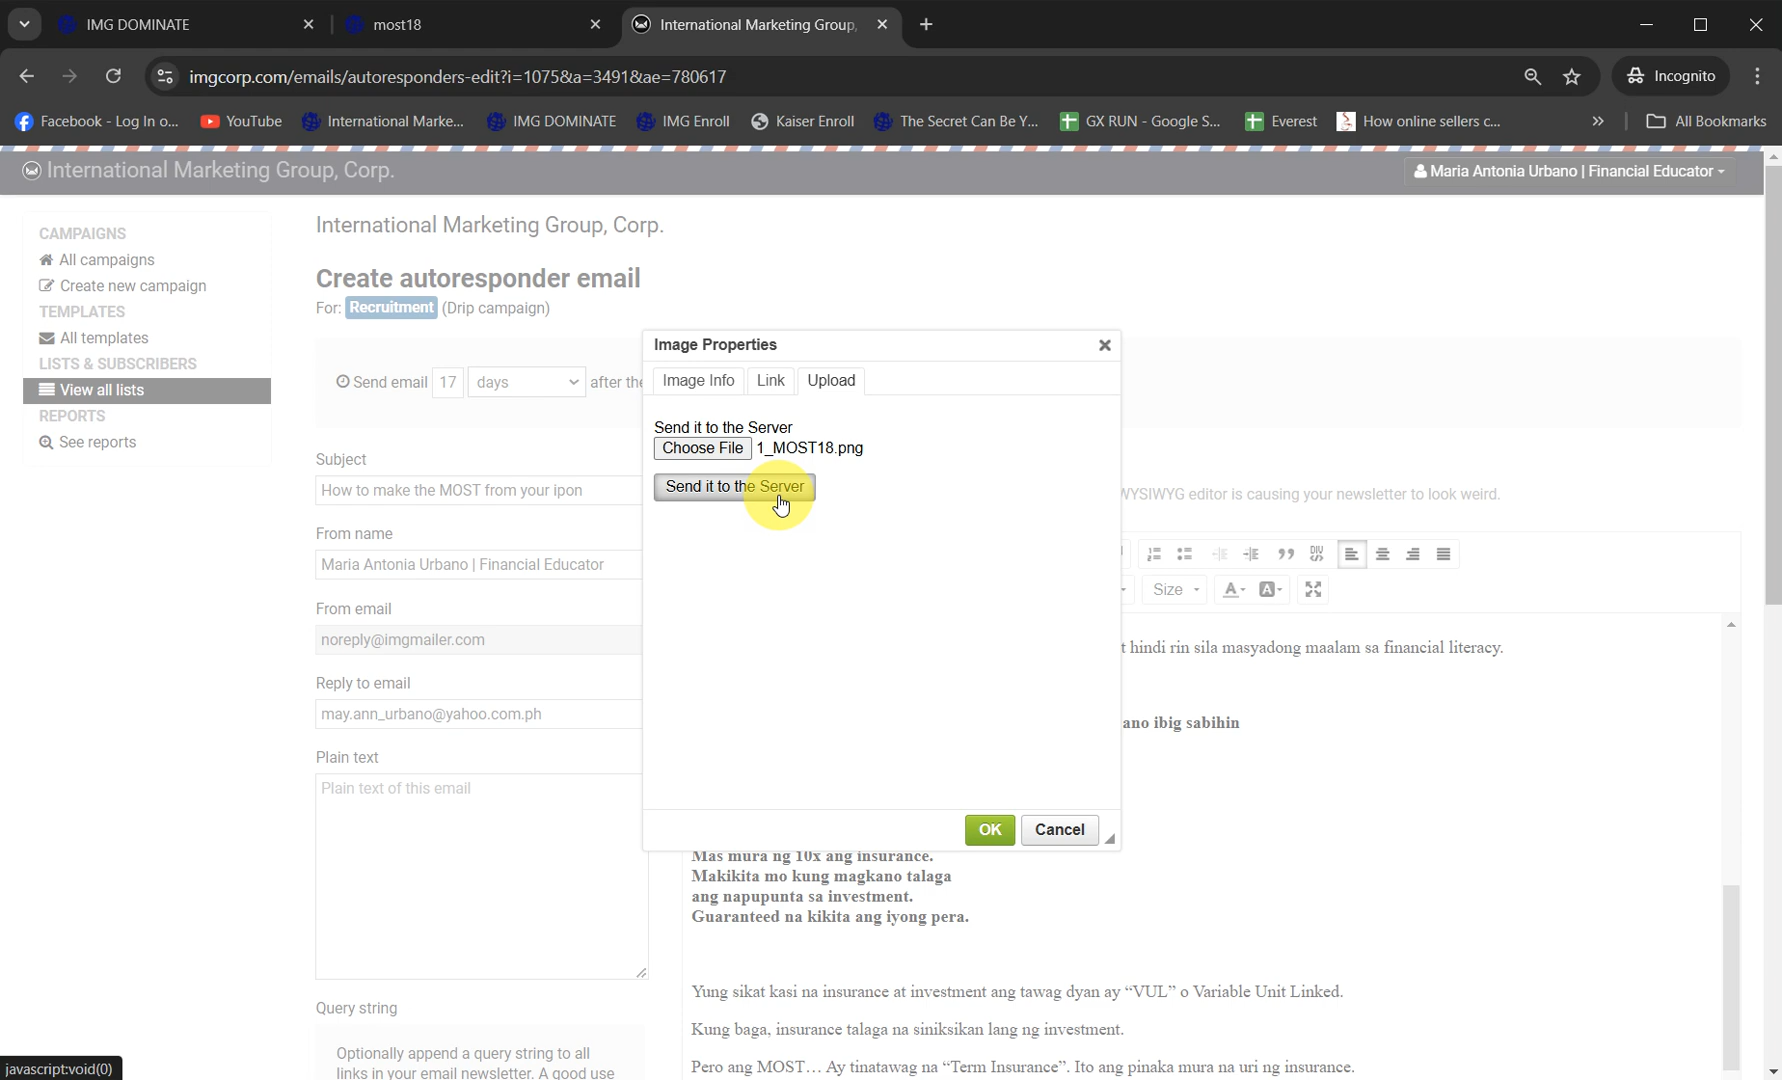 IMG DOMINATE
most18
International Marketing Group,
imgcorp.com/emails/autoresponders-edit?i=1075&a=3491&ae=780617
Incognito
Facebook - Log In o...
YouTube
International Marke...
IMG DOMINATE
IMG Enroll
Kaiser Enroll
The Secret Can Be Y...
GX RUN - Google S...
Everest
How online sellers c...
All Bookmarks
International Marketing Group, Corp.
Maria Antonia Urbano | Financial Educator
CAMPAIGNS
All campaigns
Create new campaign
TEMPLATES
All templates
LISTS & SUBSCRIBERS
View all lists
REPORTS
See reports
International Marketing Group, Corp.
Create autoresponder email
For: Recruitment (Drip campaign)
Send email 17 days after the
Subject
How to make the MOST from your ipon
From name
Maria Antonia Urbano | Financial Educator
From email
noreply@imgmailer.com
Reply to email
may.ann_urbano@yahoo.com.ph
Plain text
Plain text of this email
Query string
Optionally append a query string to all
links in your email newsletter. A good use
Image Properties
Image Info
Link
Upload
Send it to the Server
Choose File 1_MOST18.png
Send it to the Server
OK
Cancel
WYSIWYG editor is causing your newsletter to look weird.
Size
t hindi rin sila masyadong maalam sa financial literacy.
ano ibig sabihin
Mas mura ng 10x ang insurance.
Makikita mo kung magkano talaga
ang napupunta sa investment.
Guaranteed na kikita ang iyong pera.
Yung sikat kasi na insurance at investment ang tawag dyan ay “VUL” o Variable Unit Linked.
Kung baga, insurance talaga na siniksikan lang ng investment.
Pero ang MOST… Ay tinatawag na “Term Insurance”. Ito ang pinaka mura na uri ng insurance.
javascript:void(0)